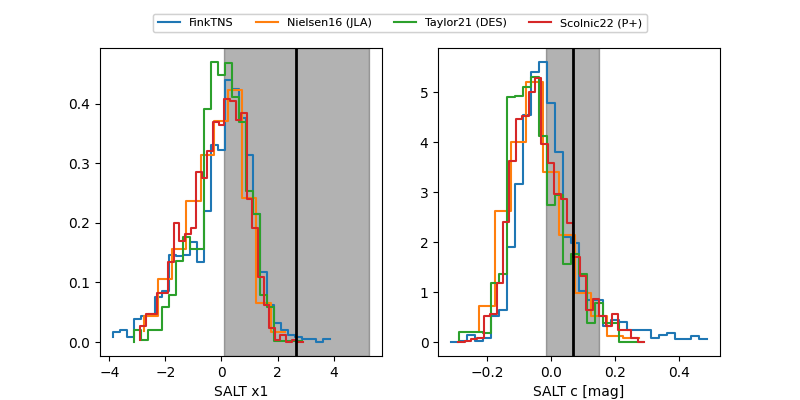 FinkTNS Nielsen16 (JLA) Taylor21 (DES) Scolnic22 (P+)
0.4
0.3
0.2
0.1
0.0
−4 −2 0 2 4
SALT x1
5
4
3
2
1
0
−0.2 0.0 0.2 0.4
SALT c [mag]